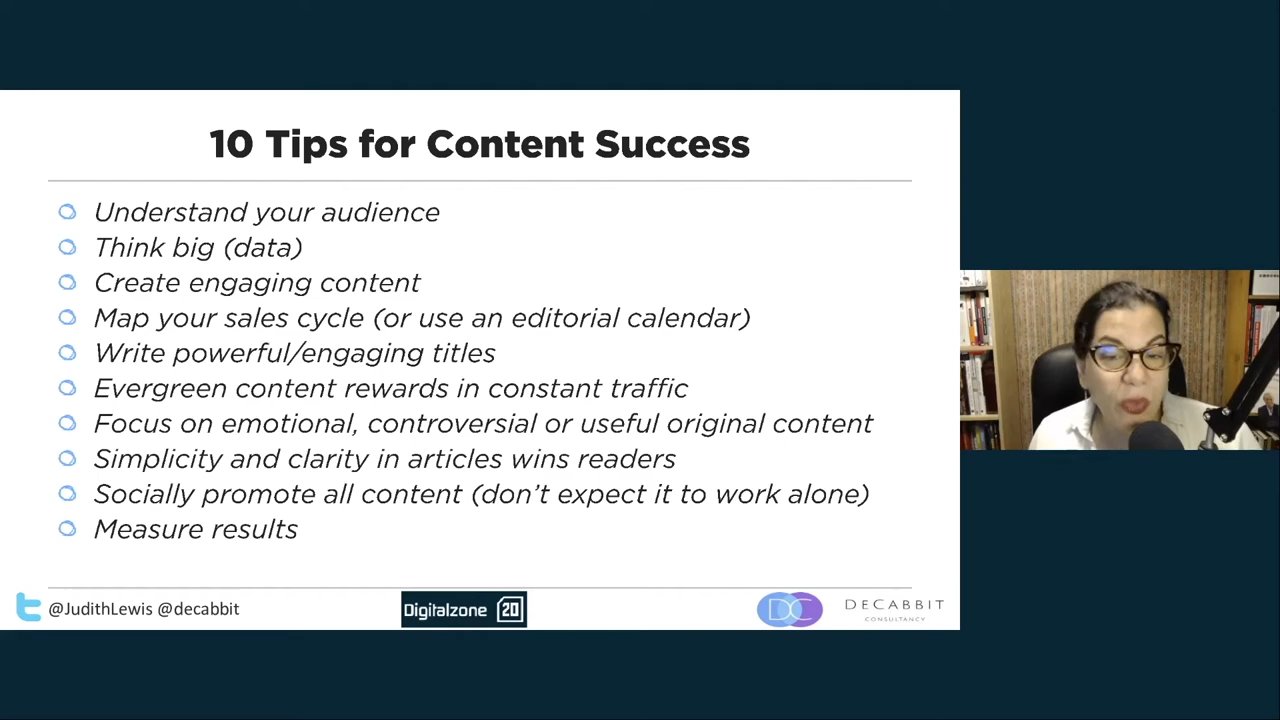 10 Tips for Content Success
Understand your audience
Think big (data)
Create engaging content
Map your sales cycle (or use an editorial calendar)
Write powerful/engaging titles
Evergreen content rewards in constant traffic
Focus on emotional, controversial or useful original content
Simplicity and clarity in articles wins readers
Socially promote all content (don't expect it to work alone)
Measure results
@JudithLewis @decabbit
Digitalzone 20
DC
DECABBIT
CONSULTANCY